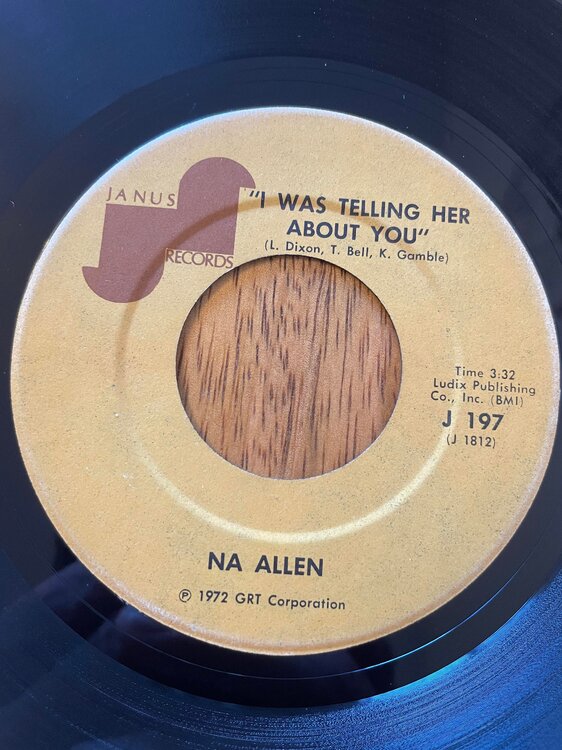 JANUS
RECORDS
"I WAS TELLING HER
ABOUT YOU"
(L. Dixon, T. Bell, K. Gamble)
Time 3:32
Ludix Publishing
Co., Inc. (BMI)
J 197
(J 1812)
NA ALLEN
℗ 1972 GRT Corporation